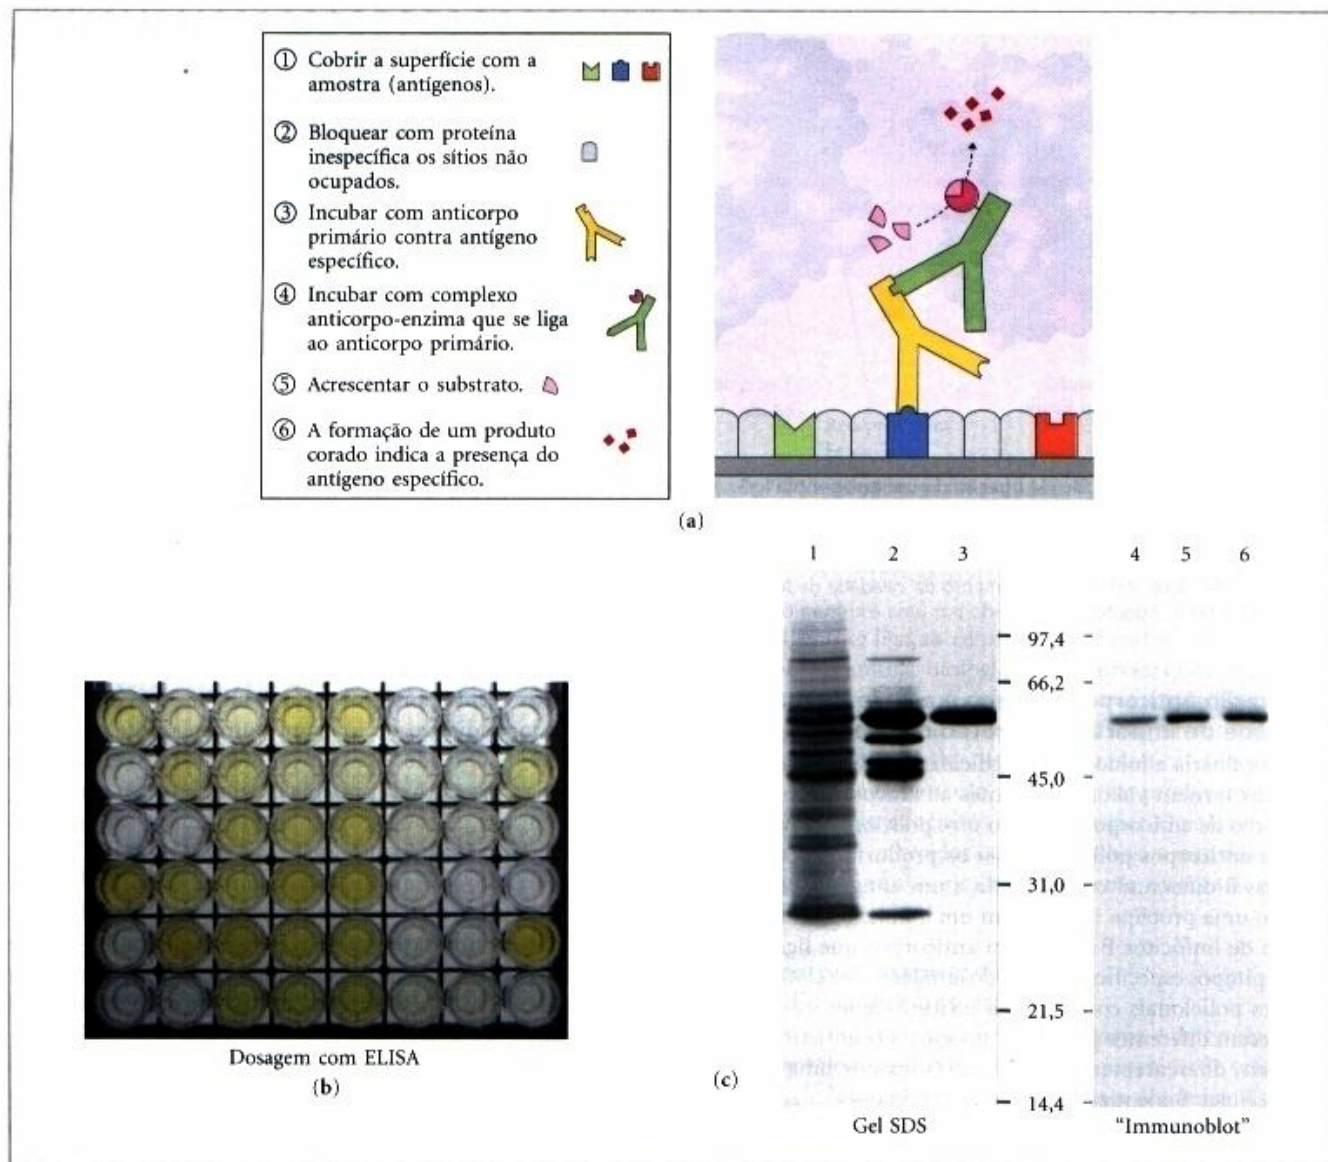 ① Cobrir a superfície com a
amostra (antígenos).
② Bloquear com proteína
inespecífica os sítios não
ocupados.
③ Incubar com anticorpo
primário contra antígeno
específico.
④ Incubar com complexo
anticorpo-enzima que se liga
ao anticorpo primário.
⑤ Acrescentar o substrato.
⑥ A formação de um produto
corado indica a presença do
antígeno específico.
(a)
1 2 3 4 5 6
97,4
66,2
45,0
31,0
21,5
14,4
Dosagem com ELISA
(b)
(c)
Gel SDS
"Immunoblot"